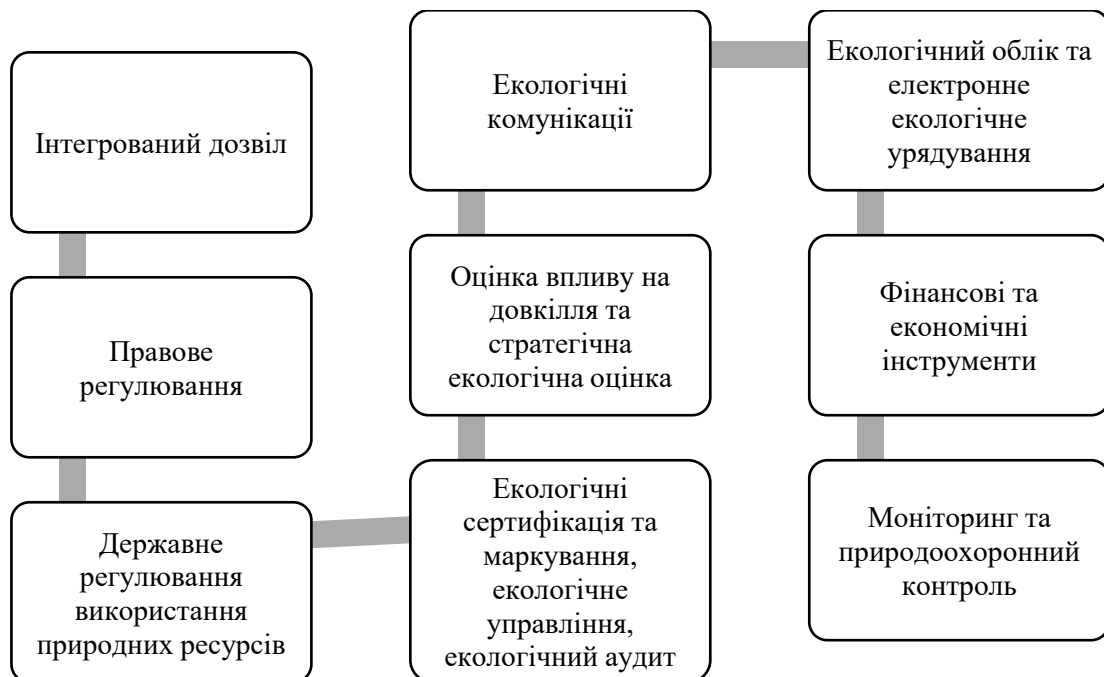 Інтегрований дозвіл
Правове
регулювання
Державне
регулювання
використання
природних ресурсів
Екологічні
сертифікація та
маркування,
екологічне
управління,
екологічний аудит
Оцінка впливу на
довкілля та
стратегічна
екологічна оцінка
Екологічні
комунікації
Екологічний облік та
електронне
екологічне
урядування
Фінансові та
економічні
інструменти
Моніторинг та
природоохоронний
контроль